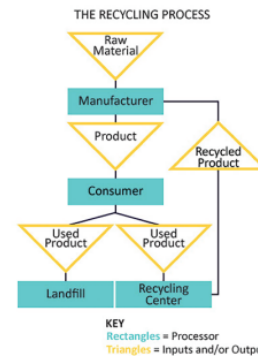 THE RECYCLING PROCESS
Raw
Material
Manufacturer
Product
Recycled
Product
Consumer
Used
Product
Used
Product
Landfill
Recycling
Center
KEY
Rectangles = Processor
Triangles = Inputs and/or Outp